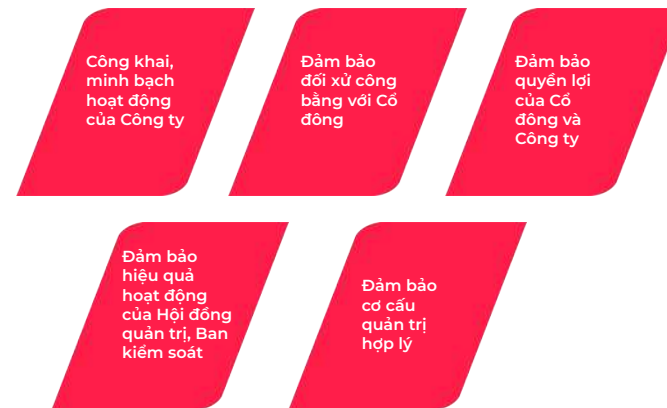 Công khai,
minh bạch
hoạt động
của Công ty
Đảm bảo
đối xử công
bằng với Cổ
đông
Đảm bảo
quyền lợi
của Cổ
đông và
Công ty
Đảm bảo
hiệu quả
hoạt động
của Hội đồng
quản trị, Ban
kiểm soát
Đảm bảo
cơ cấu
quản trị
hợp lý